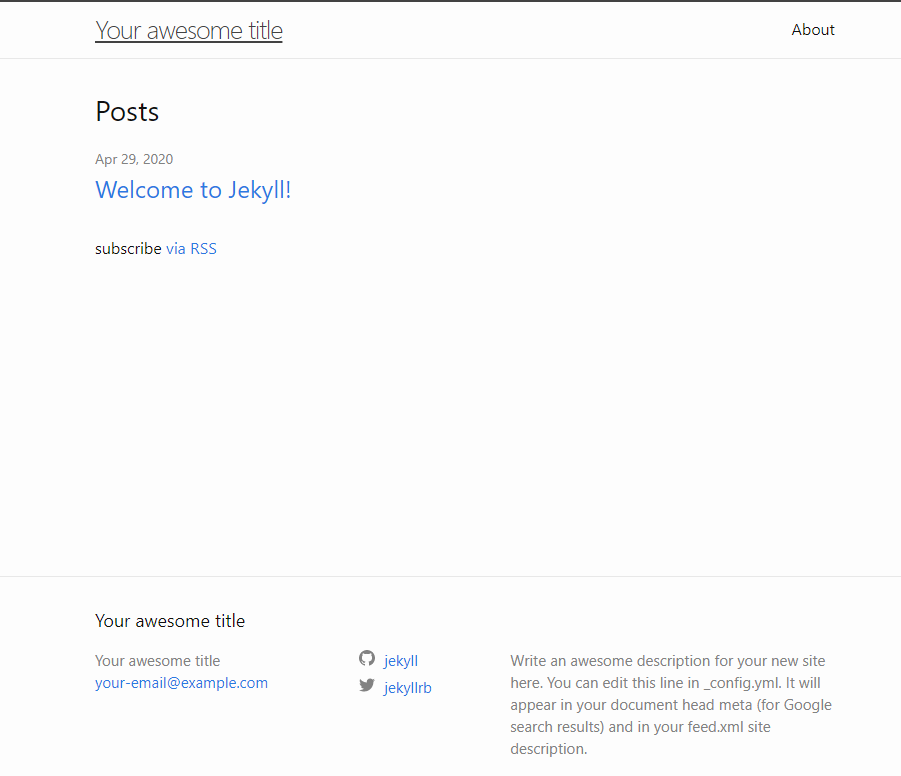 Your awesome title
About
Posts
Apr 29, 2020
Welcome to Jekyll!
subscribe via RSS
Your awesome title
Your awesome title
your-email@example.com
jekyll
jekyllrb
Write an awesome description for your new site
here. You can edit this line in _config.yml. It will
appear in your document head meta (for Google
search results) and in your feed.xml site
description.